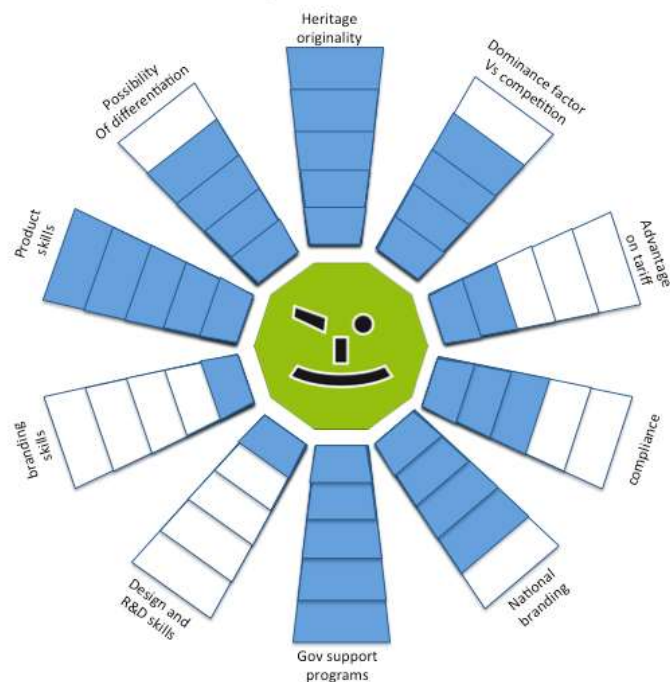 Heritage
originality
Dominance factor
Vs competition
Advantage
on tariff
compliance
National
branding
Gov support
programs
Design and
R&D skills
branding
skills
Product
skills
Possibility
Of differentiation